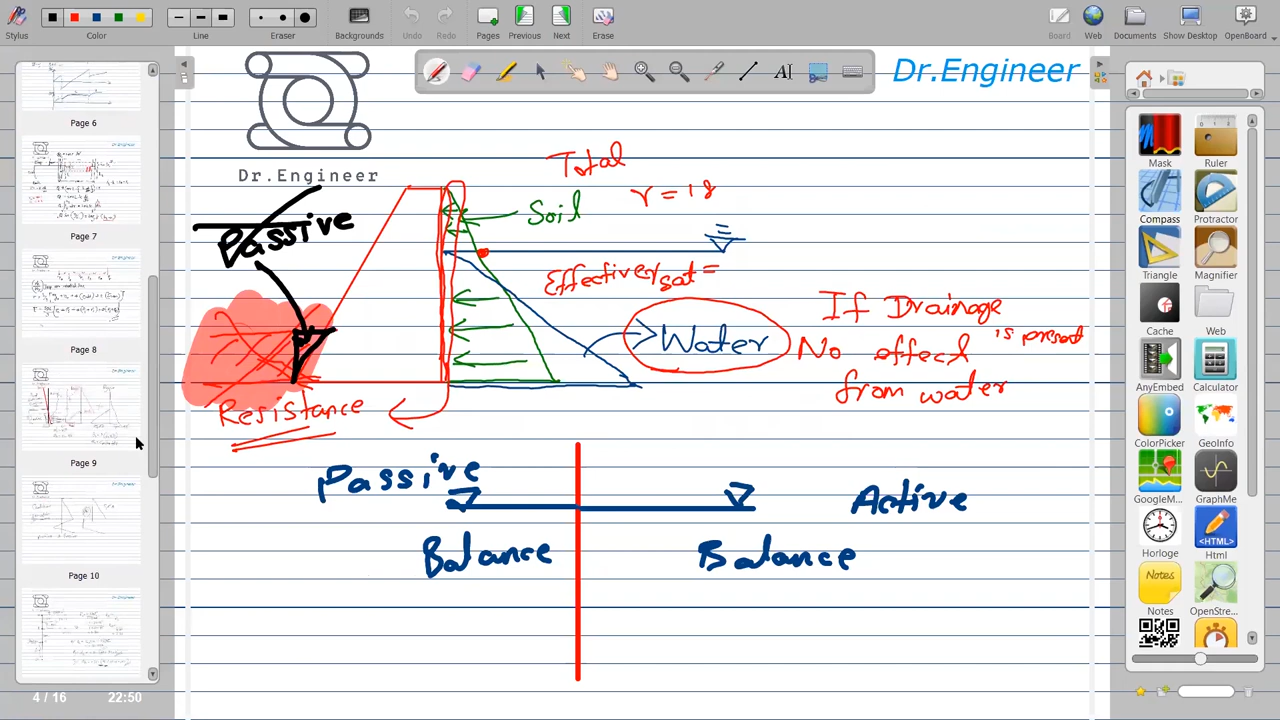 Color
Line
Eraser
Backgrounds
Undo
Redo
Pages
Previous
Next
Erase
Board
Web
Documents
Show Desktop
OpenBoard
Page 6
Page 7
Page 8
Page 9
Page 10
4 / 16
22:50
Dr.Engineer
Dr.Engineer
Total
γ = 18
Soil
Passive
Effective/sat =
Water
If Drainage
is present
No effect
from water
Resistance
Passive
Active
Balance
Balance
Mask
Ruler
Compass
Protractor
Triangle
Magnifier
Cache
Web
AnyEmbed
Calculator
ColorPicker
GeoInfo
GoogleM...
GraphMe
Horloge
Html
<HTML>
Notes
Notes
OpenStre...